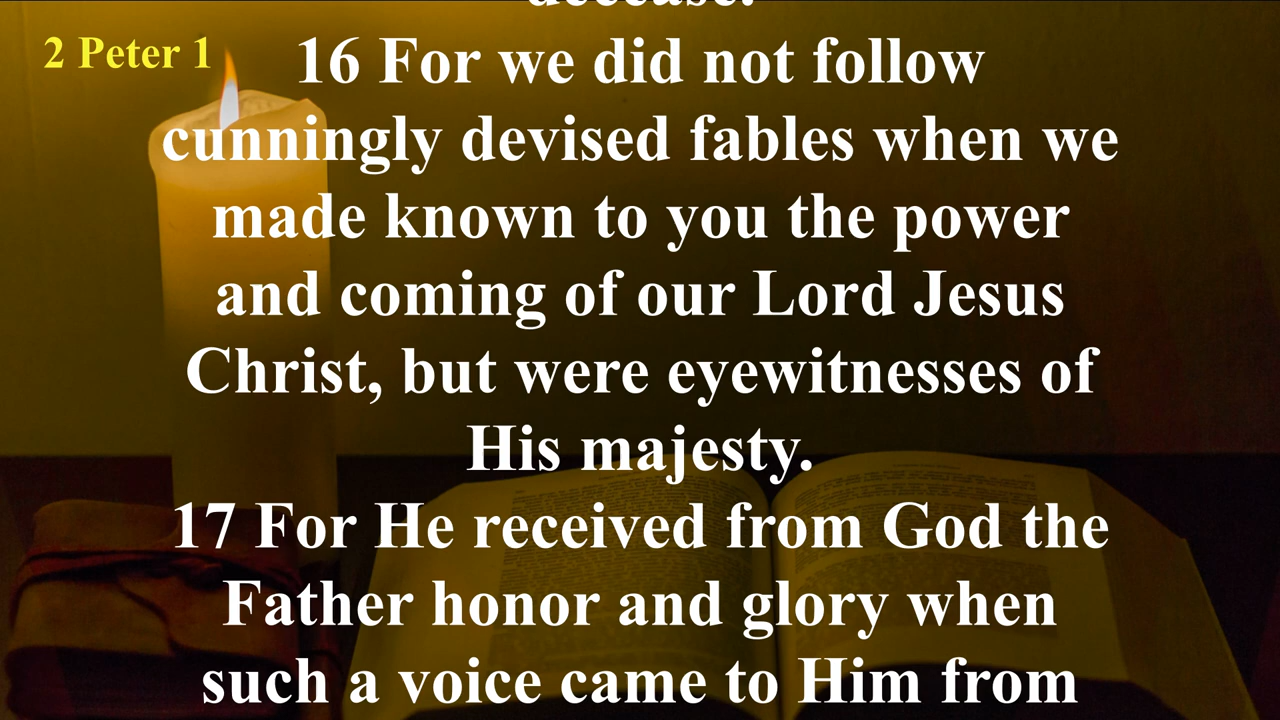 decease.
2 Peter 1
16 For we did not follow
cunningly devised fables when we
made known to you the power
and coming of our Lord Jesus
Christ, but were eyewitnesses of
His majesty.
17 For He received from God the
Father honor and glory when
such a voice came to Him from